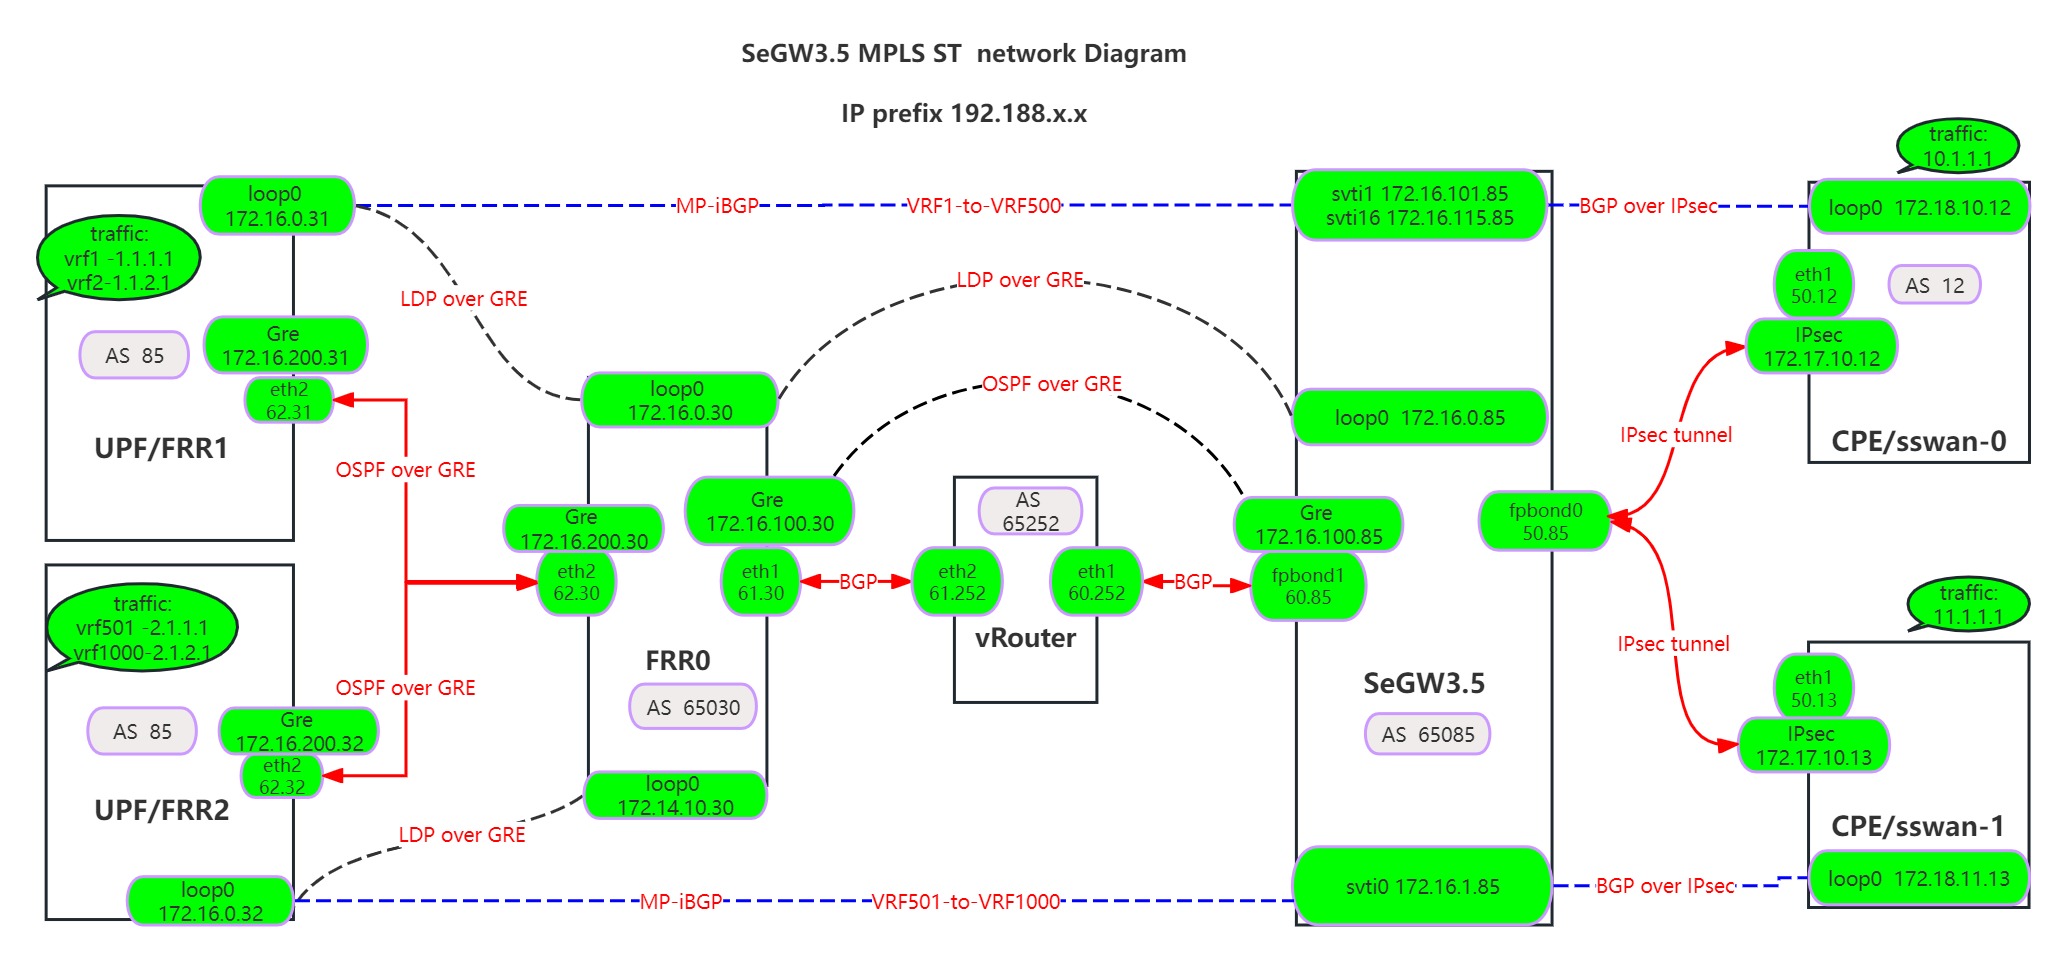 SeGW3.5 MPLS ST  network Diagram
IP prefix 192.188.x.x
loop0
172.16.0.31
traffic:
vrf1 -1.1.1.1
vrf2-1.1.2.1
AS  85
Gre
172.16.200.31
eth2
62.31
UPF/FRR1
traffic:
vrf501 -2.1.1.1
vrf1000-2.1.2.1
AS  85
Gre
172.16.200.32
eth2
62.32
UPF/FRR2
loop0
172.16.0.32
MP-iBGP
VRF1-to-VRF500
LDP over GRE
OSPF over GRE
OSPF over GRE
LDP over GRE
MP-iBGP
VRF501-to-VRF1000
loop0
172.16.0.30
Gre
172.16.200.30
eth2
62.30
Gre
172.16.100.30
eth1
61.30
FRR0
AS  65030
loop0
172.14.10.30
LDP over GRE
OSPF over GRE
BGP
AS
65252
eth2
61.252
eth1
60.252
vRouter
BGP
svti1 172.16.101.85
svti16 172.16.115.85
loop0  172.16.0.85
Gre
172.16.100.85
fpbond1
60.85
fpbond0
50.85
SeGW3.5
AS  65085
svti0 172.16.1.85
BGP over IPsec
IPsec tunnel
IPsec tunnel
BGP over IPsec
traffic:
10.1.1.1
loop0  172.18.10.12
eth1
50.12
AS  12
IPsec
172.17.10.12
CPE/sswan-0
traffic:
11.1.1.1
eth1
50.13
IPsec
172.17.10.13
CPE/sswan-1
loop0  172.18.11.13